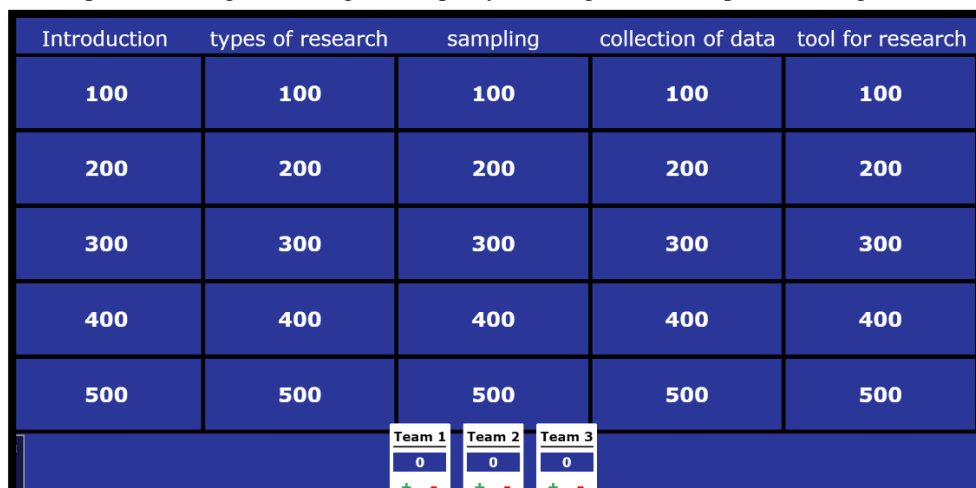 Introduction types of research sampling collection of data tool for research
100 100 100 100 100
200 200 200 200 200
300 300 300 300 300
400 400 400 400 400
500 500 500 500 500
Team 1 Team 2 Team 3
0 0 0
+ - + - + -